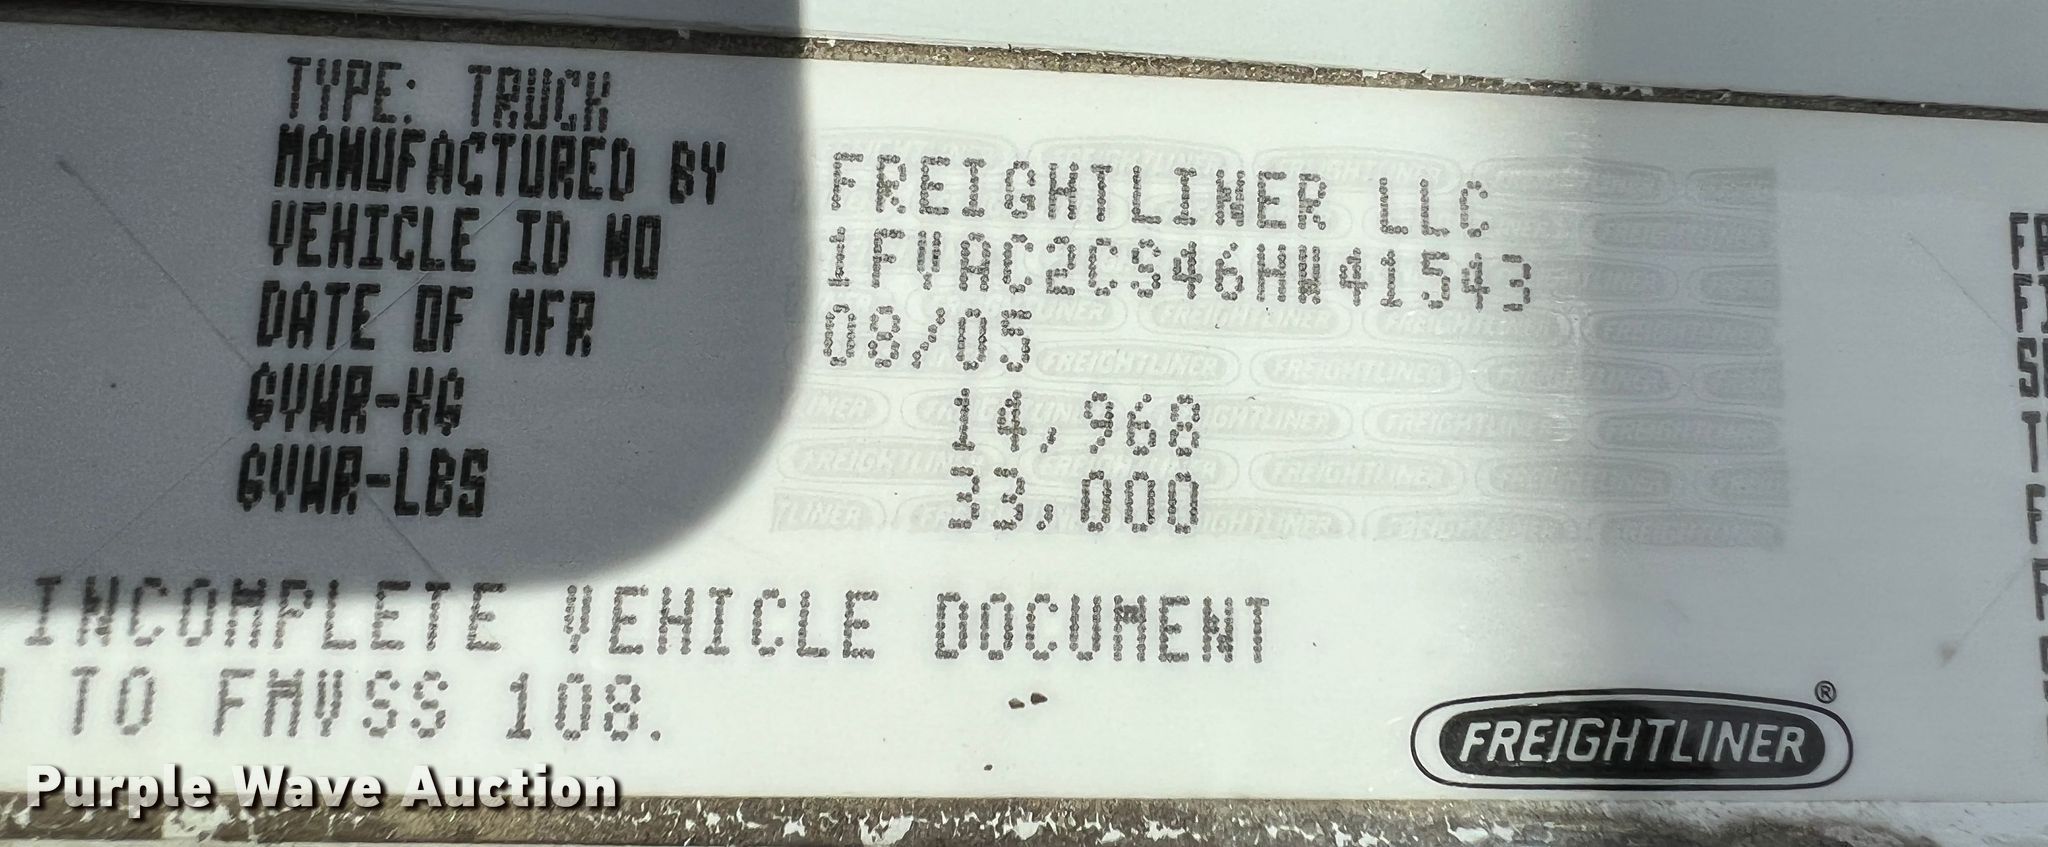 TYPE: TRUCK
MANUFACTURED BY FREIGHTLINER LLC
VEHICLE ID NO 1FVAC2CS46HW41543
DATE OF MFR 08/05
GVWR-KG 14,968
GVWR-LBS 33,000
INCOMPLETE VEHICLE DOCUMENT
TO FMVSS 108.
FREIGHTLINER®
Purple Wave Auction